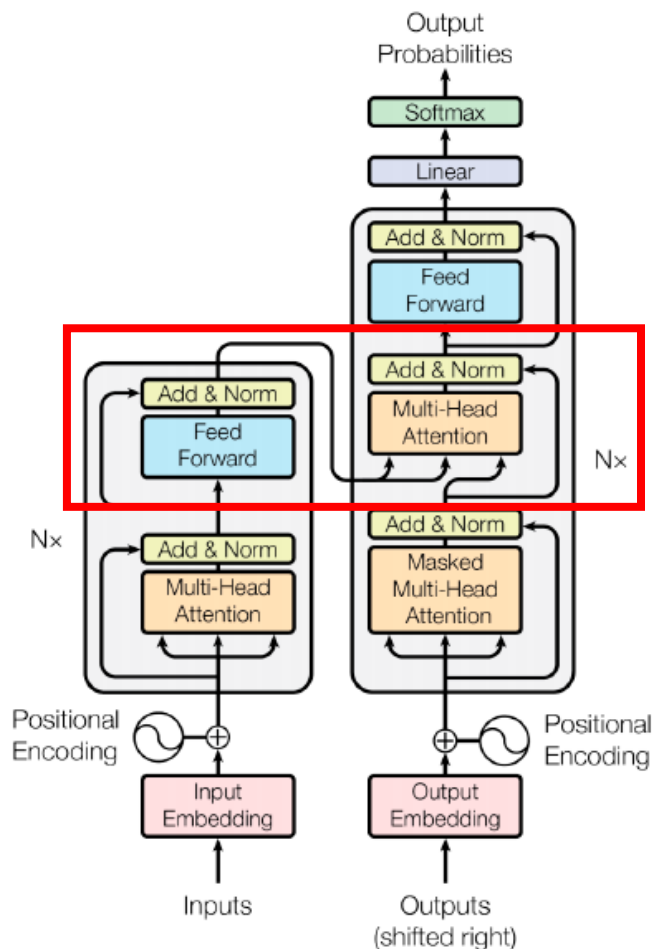 Output
Probabilities
Softmax
Linear
Add & Norm
Feed
Forward
Add & Norm
Multi-Head
Attention
Nx
Add & Norm
Masked
Multi-Head
Attention
Add & Norm
Feed
Forward
Nx
Add & Norm
Multi-Head
Attention
Positional
Encoding
Positional
Encoding
Input
Embedding
Output
Embedding
Inputs
Outputs
(shifted right)